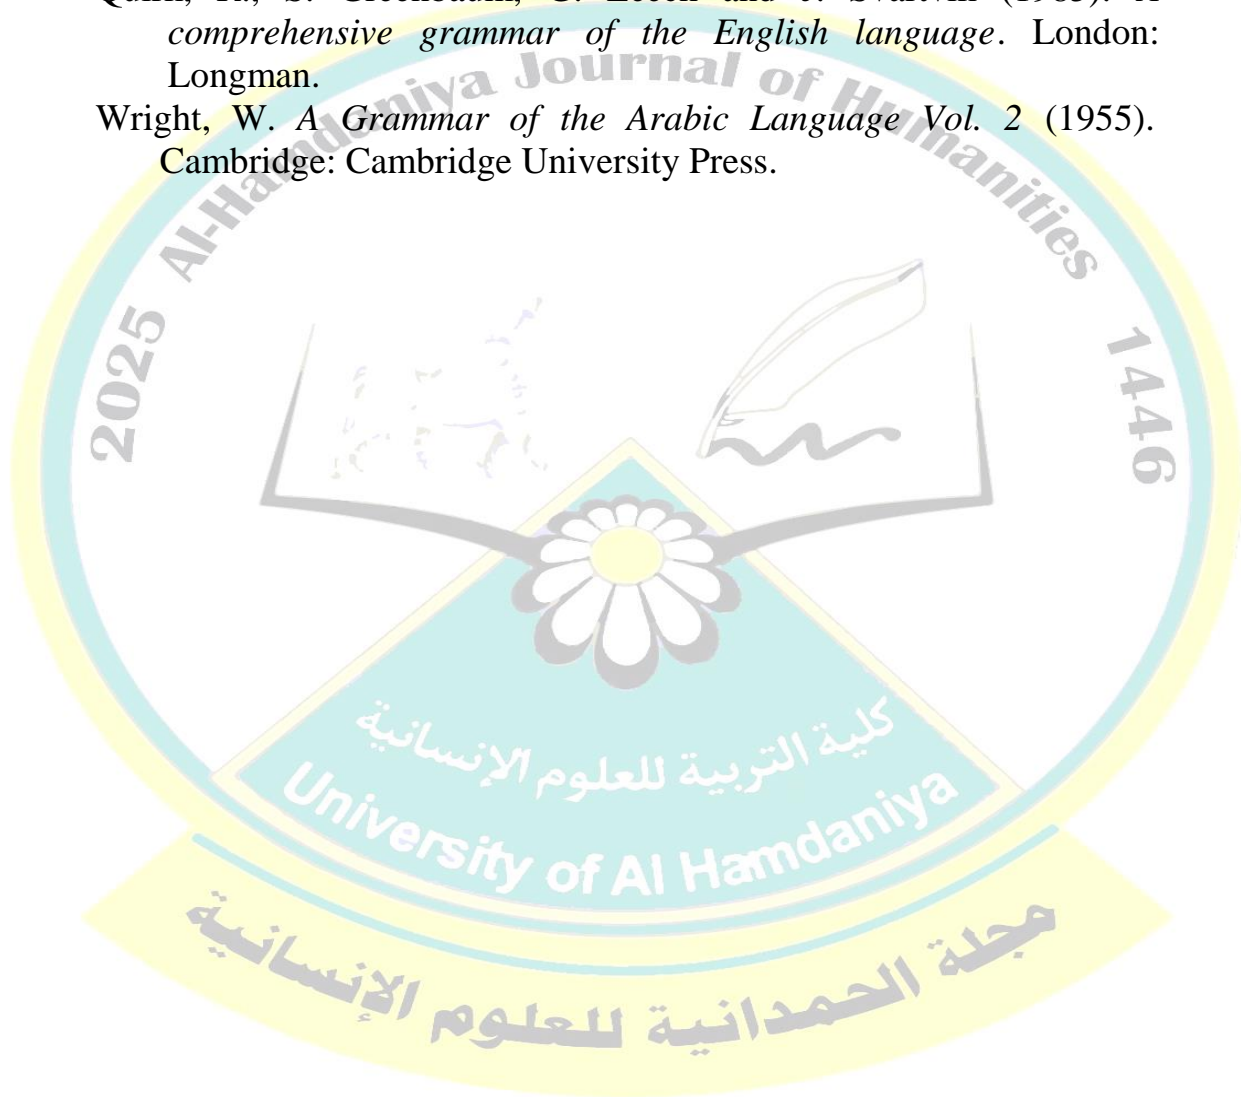 comprehensive grammar of the English language. London:
Longman.
Wright, W. A Grammar of the Arabic Language Vol. 2 (1955).
Cambridge: Cambridge University Press.
2025 Al-Hamdaniya Journal of Humanities 1446
كلية التربية للعلوم الإنسانية
University of Al Hamdaniya
مجلة الحمدانية للعلوم الإنسانية